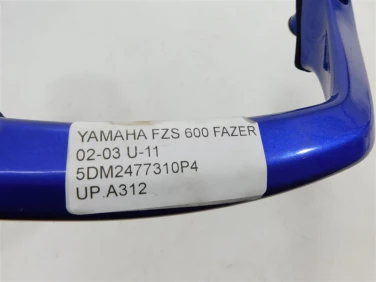 YAMAHA FZS 600 FAZER
02-03 U-11
5DM2477310P4
UP.A312